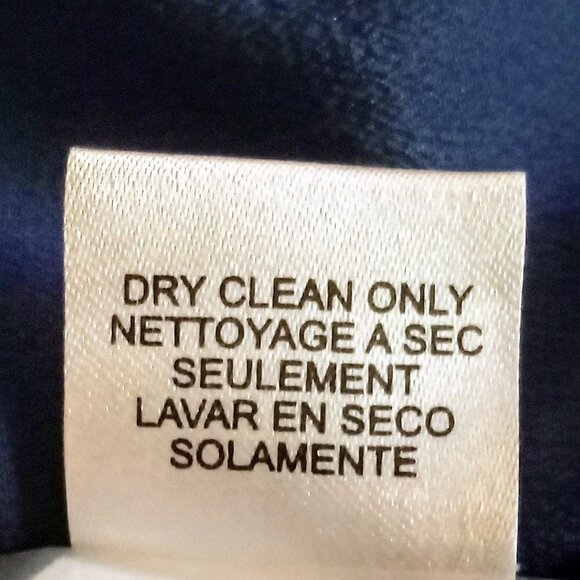 DRY CLEAN ONLY
NETTOYAGE A SEC
SEULEMENT
LAVAR EN SECO
SOLAMENTE